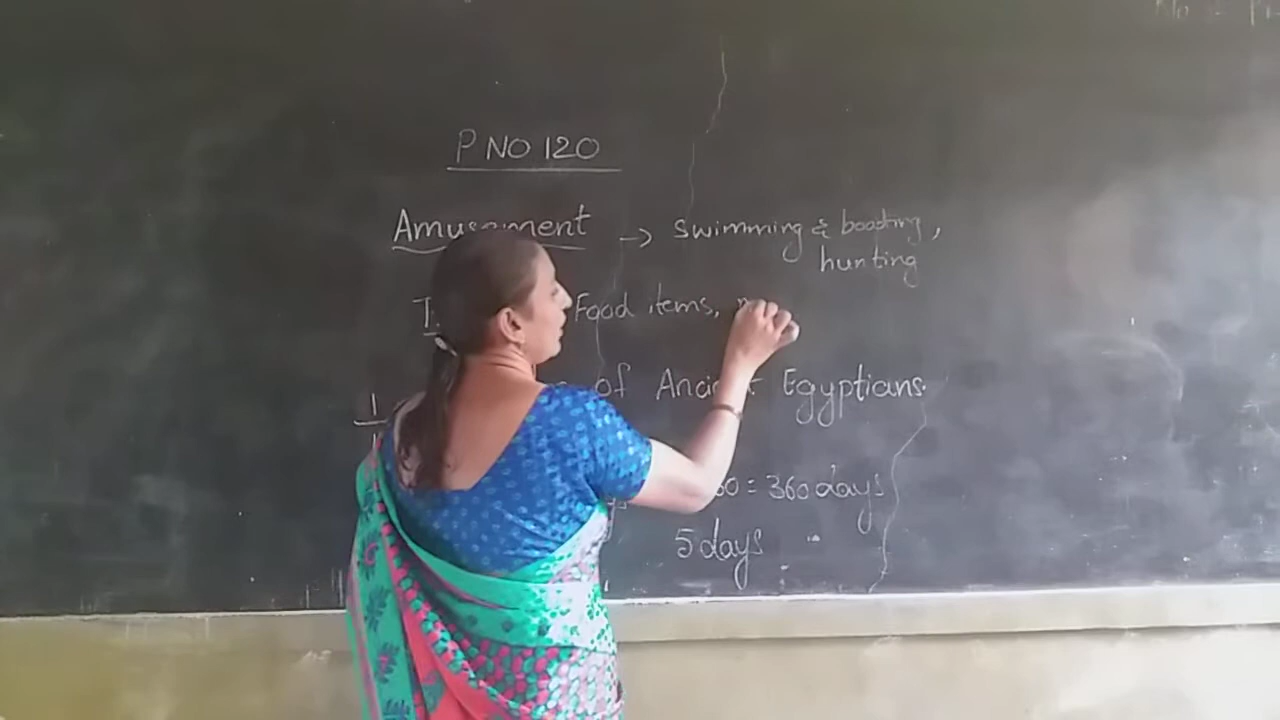 P NO 120
Amusement → Swimming & boating,
hunting
Food items,
of Ancient Egyptians.
= 360 days
5 days